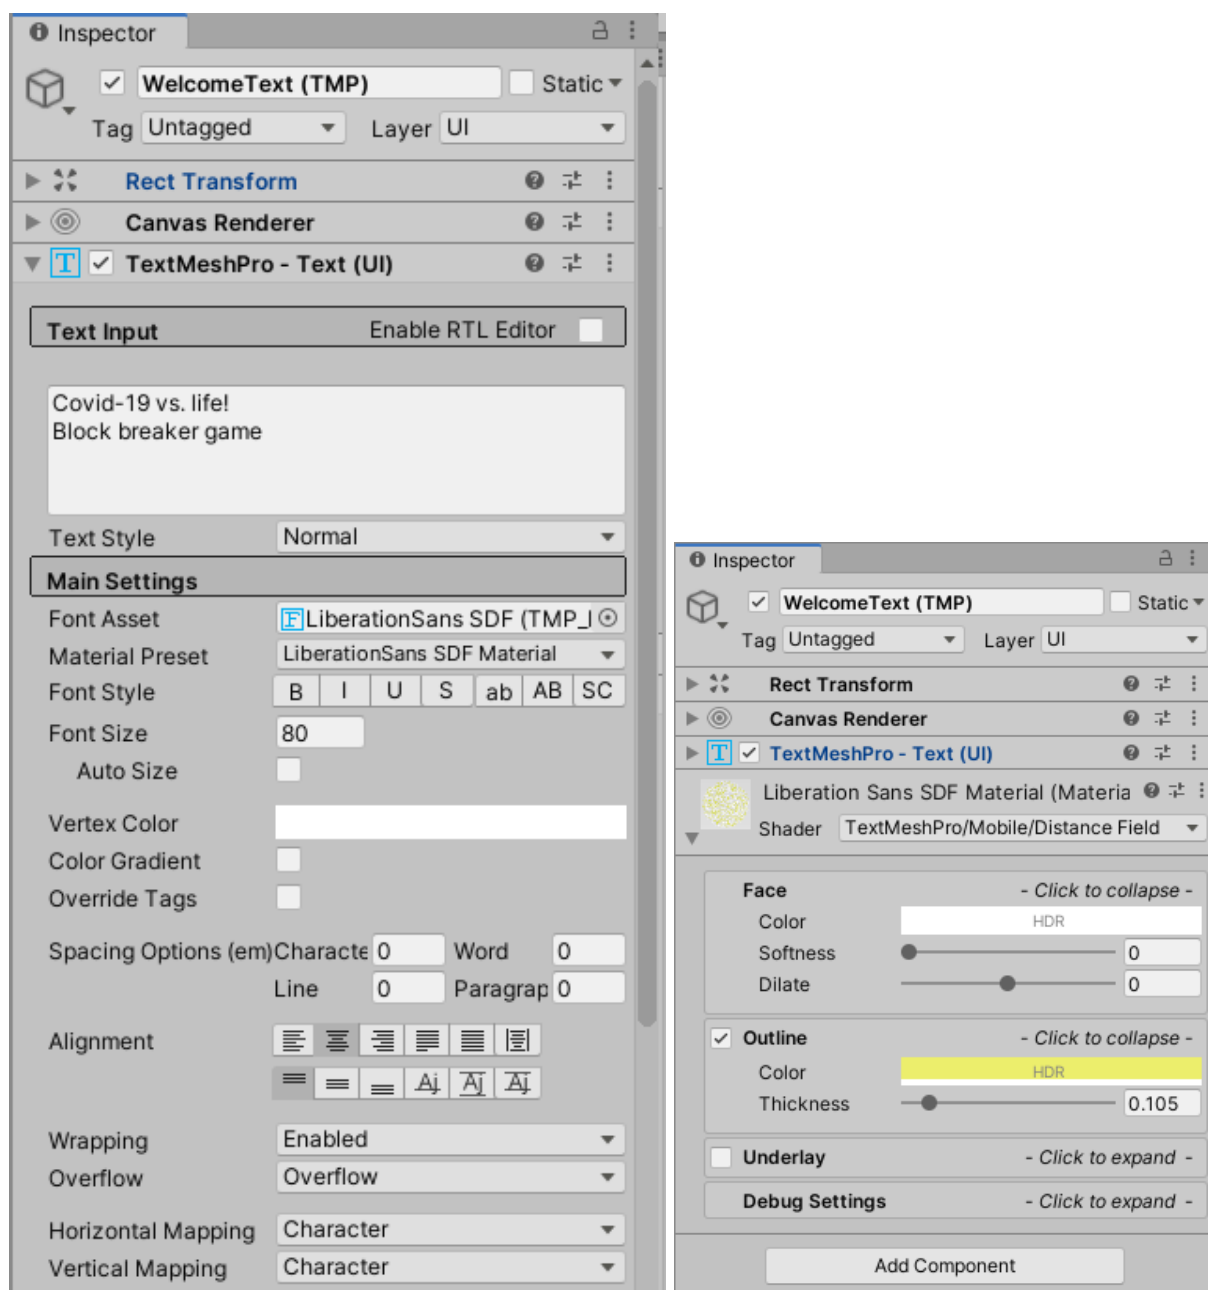 Inspector
WelcomeText (TMP) Static
Tag Untagged Layer UI
Rect Transform
Canvas Renderer
TextMeshPro - Text (UI)
Text Input Enable RTL Editor
Covid-19 vs. life!
Block breaker game
Text Style Normal
Main Settings
Font Asset F LiberationSans SDF (TMP_
Material Preset LiberationSans SDF Material
Font Style B I U S ab AB SC
Font Size 80
Auto Size
Vertex Color
Color Gradient
Override Tags
Spacing Options (em) Characte 0 Word 0
Line 0 Paragrap 0
Alignment
Wrapping Enabled
Overflow Overflow
Horizontal Mapping Character
Vertical Mapping Character
Inspector
WelcomeText (TMP) Static
Tag Untagged Layer UI
Rect Transform
Canvas Renderer
TextMeshPro - Text (UI)
Liberation Sans SDF Material (Materia
Shader TextMeshPro/Mobile/Distance Field
Face - Click to collapse -
Color HDR
Softness 0
Dilate 0
Outline - Click to collapse -
Color HDR
Thickness 0.105
Underlay - Click to expand -
Debug Settings - Click to expand -
Add Component